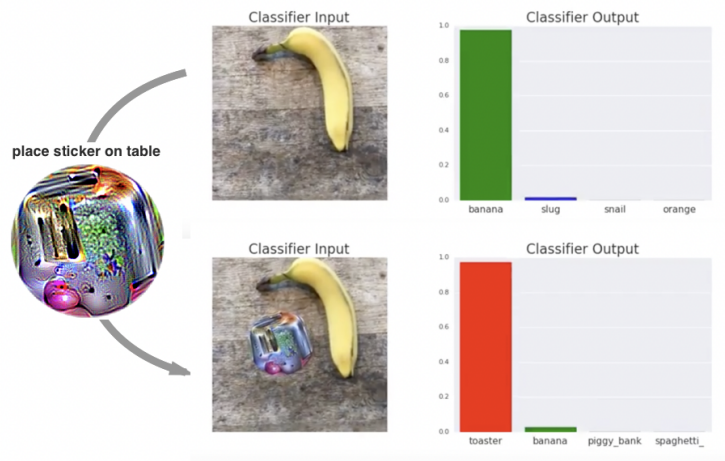 place sticker on table
Classifier Input
Classifier Output
1.0
0.8
0.6
0.4
0.2
0.0
banana slug snail orange
Classifier Input
Classifier Output
1.0
0.8
0.6
0.4
0.2
0.0
toaster banana piggy_bank spaghetti_